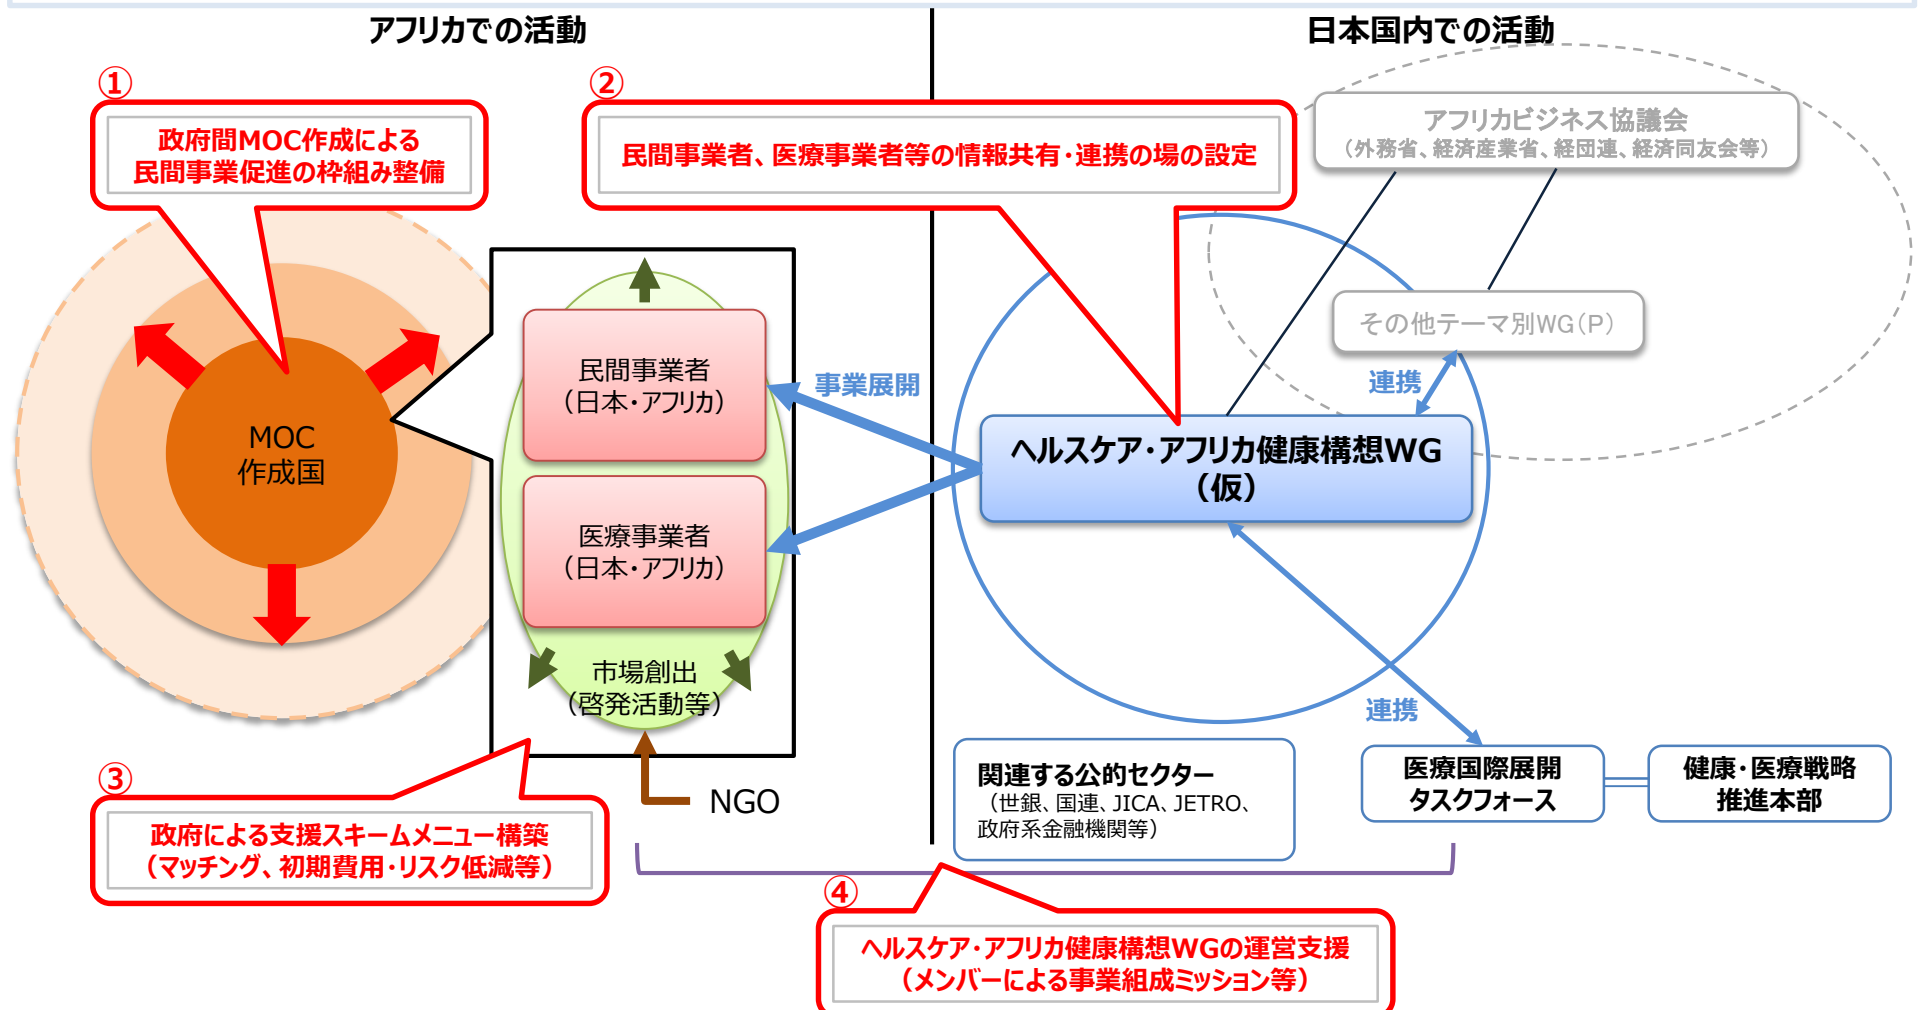 アフリカでの活動
日本国内での活動
①
政府間MOC作成による
民間事業促進の枠組み整備
②
民間事業者、医療事業者等の情報共有・連携の場の設定
アフリカビジネス協議会
（外務省、経済産業省、経団連、経済同友会等）
その他テーマ別WG（P）
連携
民間事業者
（日本・アフリカ）
事業展開
MOC
作成国
ヘルスケア・アフリカ健康構想WG
（仮）
医療事業者
（日本・アフリカ）
市場創出
（啓発活動等）
連携
NGO
関連する公的セクター
（世銀、国連、JICA、JETRO、
政府系金融機関等）
医療国際展開
タスクフォース
健康・医療戦略
推進本部
③
政府による支援スキームメニュー構築
（マッチング、初期費用・リスク低減等）
④
ヘルスケア・アフリカ健康構想WGの運営支援
（メンバーによる事業組成ミッション等）